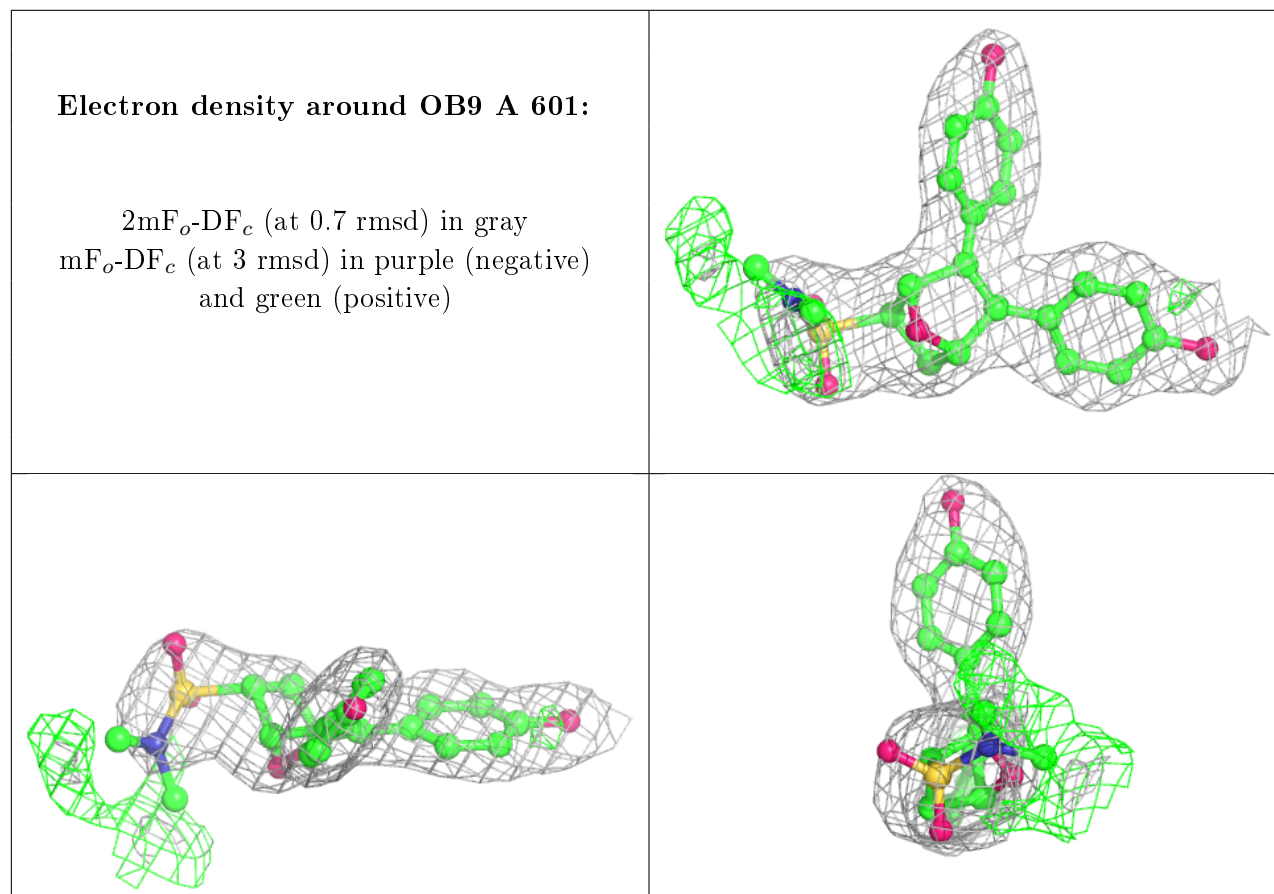 Electron density around OB9 A 601:
2mFo-DFc (at 0.7 rmsd) in gray
mFo-DFc (at 3 rmsd) in purple (negative)
and green (positive)